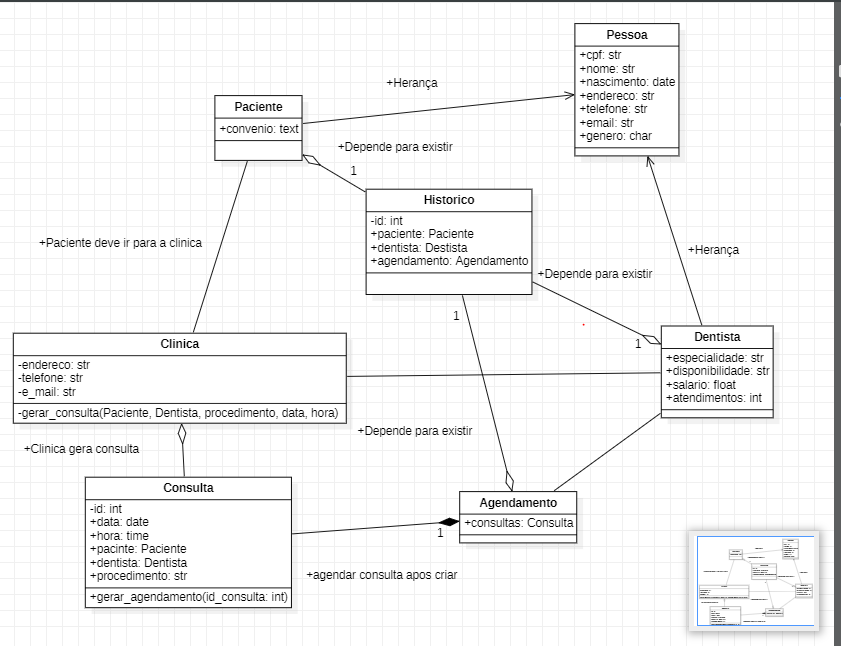 Pessoa
+cpf: str
+nome: str
+nascimento: date
+endereco: str
+telefone: str
+email: str
+genero: char
+Herança
Paciente
+convenio: text
+Depende para existir
1
Historico
-id: int
+paciente: Paciente
+dentista: Destista
+agendamento: Agendamento
+Paciente deve ir para a clinica
+Herança
+Depende para existir
1
1
Clinica
-endereco: str
-telefone: str
-e_mail: str
-gerar_consulta(Paciente, Dentista, procedimento, data, hora)
Dentista
+especialidade: str
+disponibilidade: str
+salario: float
+atendimentos: int
+Depende para existir
+Clinica gera consulta
Consulta
-id: int
+data: date
+hora: time
+pacinte: Paciente
+dentista: Dentista
+procedimento: str
+gerar_agendamento(id_consulta: int)
Agendamento
+consultas: Consulta
1
+agendar consulta apos criar